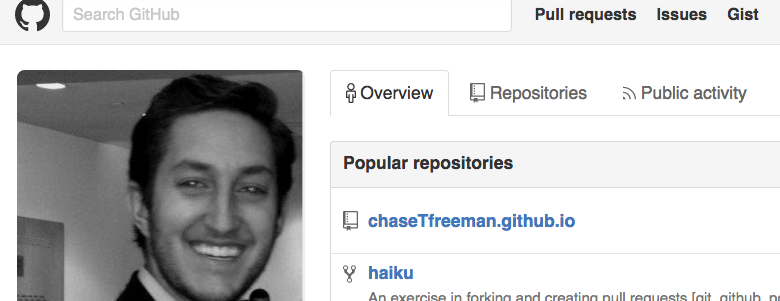 Search GitHub
Pull requests Issues Gist
Overview Repositories Public activity
Popular repositories
chaseTfreeman.github.io
haiku
An exercise in forking and creating pull requests [git, github,